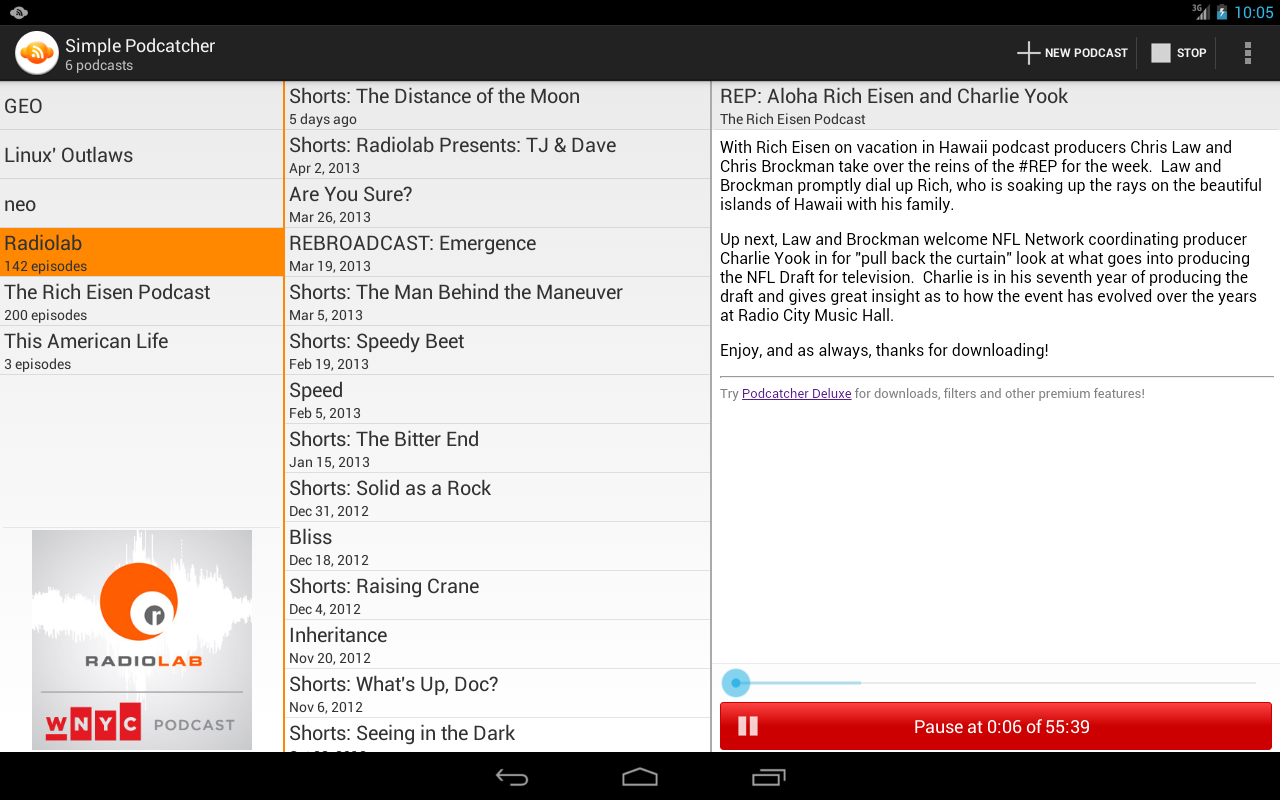 3G 10:05
Simple Podcatcher
6 podcasts
NEW PODCAST
STOP
GEO
Linux' Outlaws
neo
Radiolab
142 episodes
The Rich Eisen Podcast
200 episodes
This American Life
3 episodes
r
RADIOLAB
WNYC PODCAST
Shorts: The Distance of the Moon
5 days ago
Shorts: Radiolab Presents: TJ & Dave
Apr 2, 2013
Are You Sure?
Mar 26, 2013
REBROADCAST: Emergence
Mar 19, 2013
Shorts: The Man Behind the Maneuver
Mar 5, 2013
Shorts: Speedy Beet
Feb 19, 2013
Speed
Feb 5, 2013
Shorts: The Bitter End
Jan 15, 2013
Shorts: Solid as a Rock
Dec 31, 2012
Bliss
Dec 18, 2012
Shorts: Raising Crane
Dec 4, 2012
Inheritance
Nov 20, 2012
Shorts: What's Up, Doc?
Nov 6, 2012
Shorts: Seeing in the Dark
REP: Aloha Rich Eisen and Charlie Yook
The Rich Eisen Podcast
With Rich Eisen on vacation in Hawaii podcast producers Chris Law and
Chris Brockman take over the reins of the #REP for the week.  Law and
Brockman promptly dial up Rich, who is soaking up the rays on the beautiful
islands of Hawaii with his family.
Up next, Law and Brockman welcome NFL Network coordinating producer
Charlie Yook in for "pull back the curtain" look at what goes into producing
the NFL Draft for television.  Charlie is in his seventh year of producing the
draft and gives great insight as to how the event has evolved over the years
at Radio City Music Hall.
Enjoy, and as always, thanks for downloading!
Try Podcatcher Deluxe for downloads, filters and other premium features!
Pause at 0:06 of 55:39